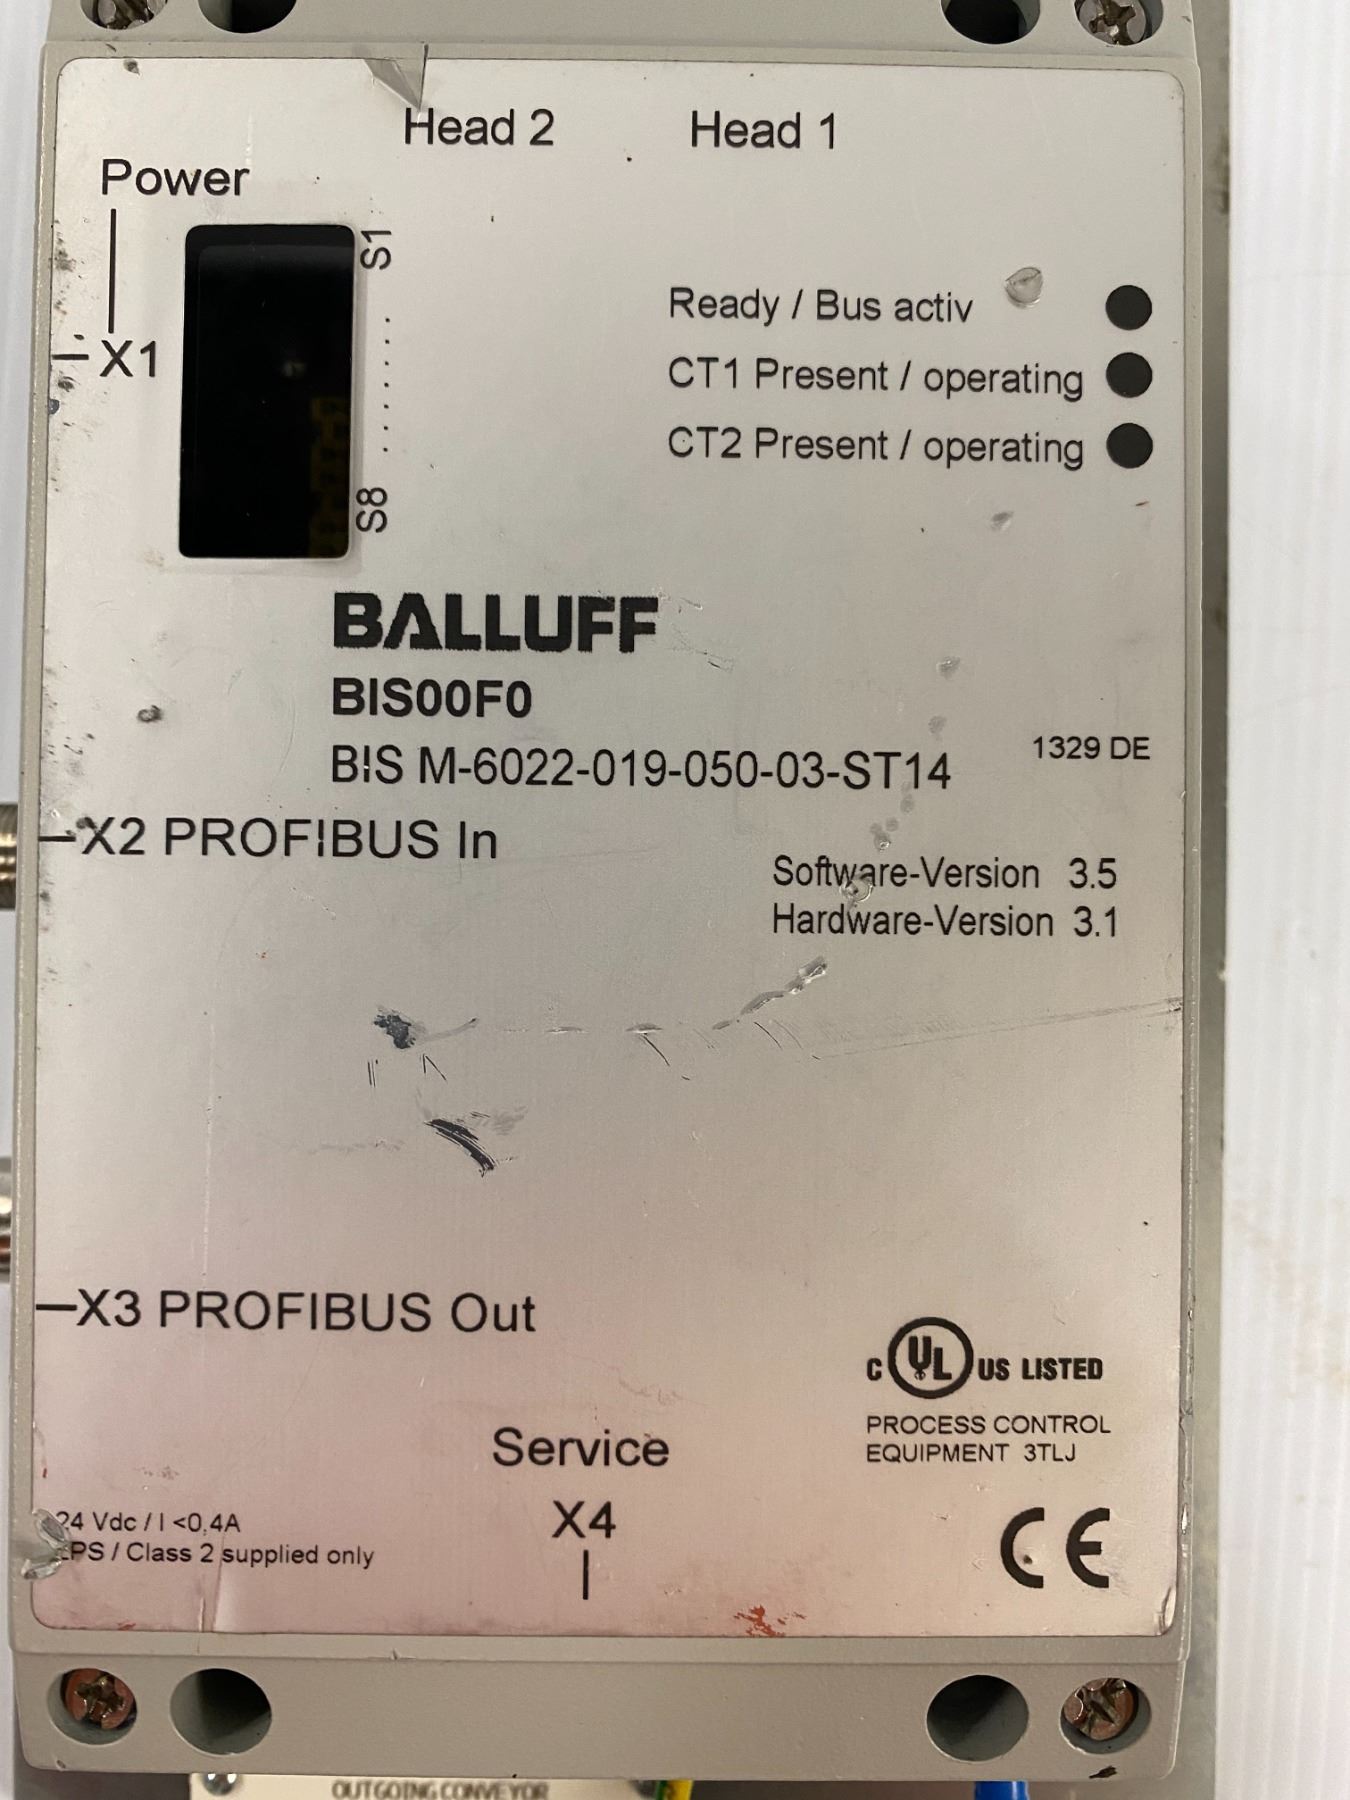 Head 2 Head 1
Power
S1
X1
S8
Ready / Bus activ
CT1 Present / operating
CT2 Present / operating
BALLUFF
BIS00F0
BIS M-6022-019-050-03-ST14
1329 DE
X2 PROFIBUS In
Software-Version 3.5
Hardware-Version 3.1
X3 PROFIBUS Out
C UL US LISTED
PROCESS CONTROL
EQUIPMENT 3TLJ
Service
X4
24 Vdc / I <0,4A
LPS / Class 2 supplied only
CE
OUTGOING CONVEYOR